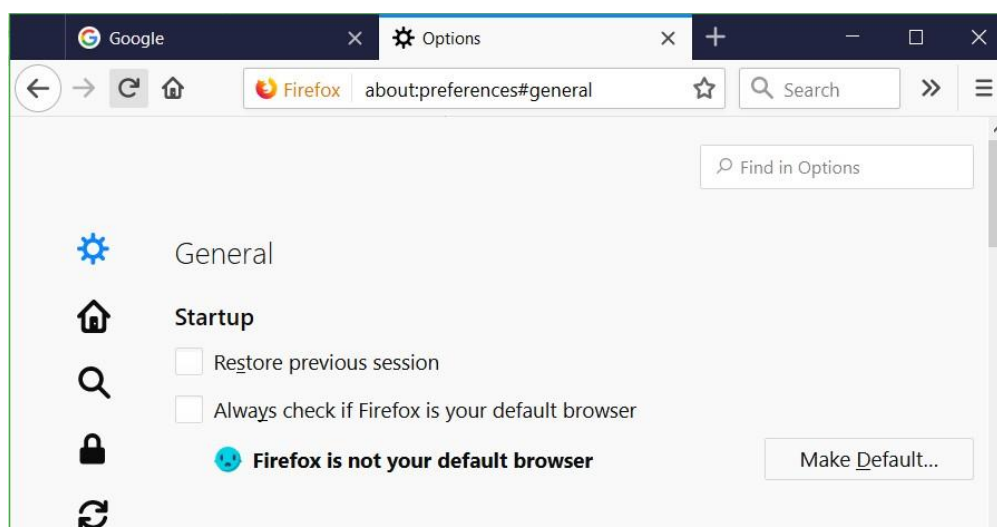 Google
Options
Firefox about:preferences#general
Search
Find in Options
General
Startup
Restore previous session
Always check if Firefox is your default browser
Firefox is not your default browser
Make Default...